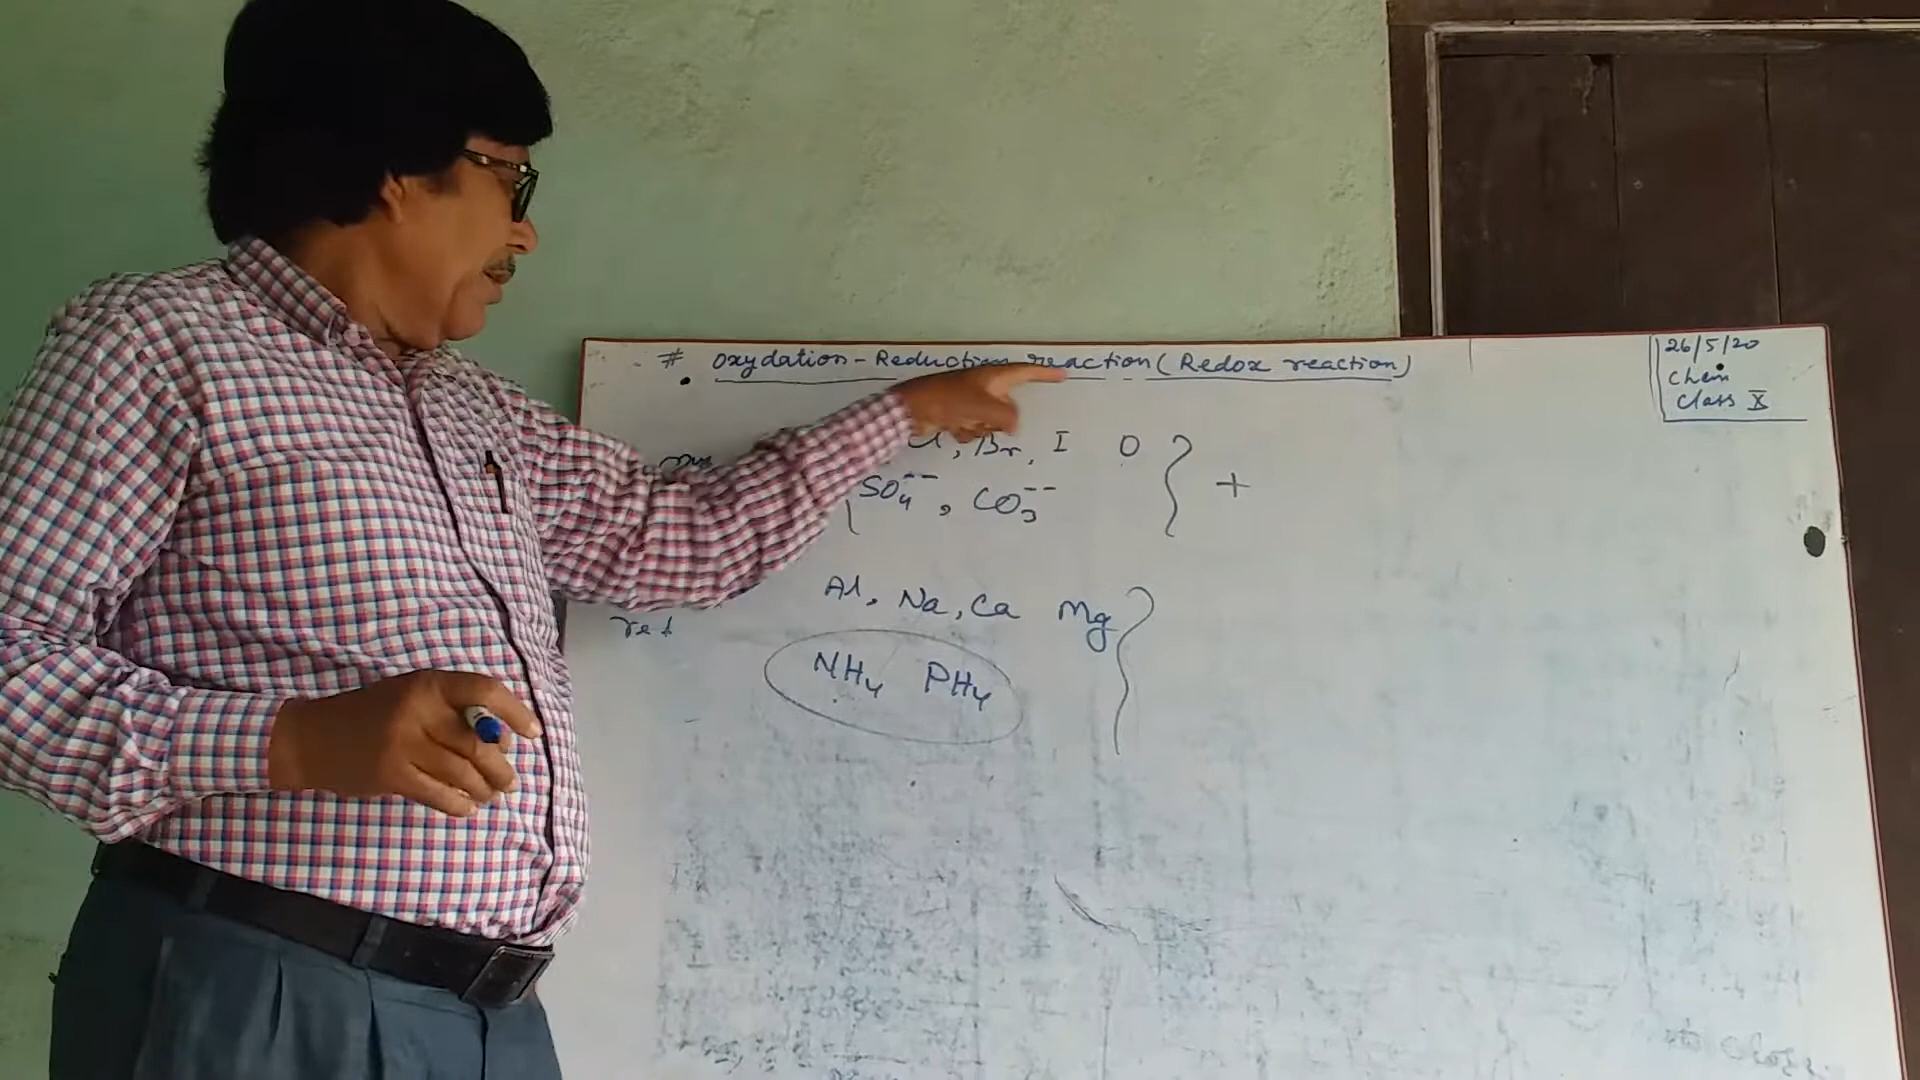 # Oxydation-Reduction reaction (Redox reaction)
26/5/20
Chem
Class X
Cl, Br, I O } +
SO4--, CO3--
Al, Na, Ca Mg }
NH4 PH4